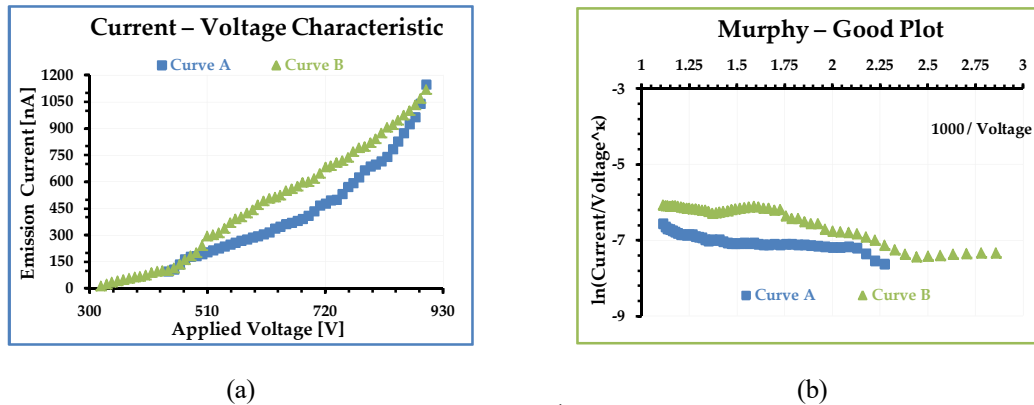 Current – Voltage Characteristic
Curve A
Curve B
1200
1050
900
750
600
450
300
150
0
Emission Current [nA]
300
510
720
930
Applied Voltage [V]
(a)
Murphy – Good Plot
1
1.25
1.5
1.75
2
2.25
2.5
2.75
3
-3
-5
-7
-9
1000 / Voltage
ln(Current/Voltage^κ)
Curve A
Curve B
(b)